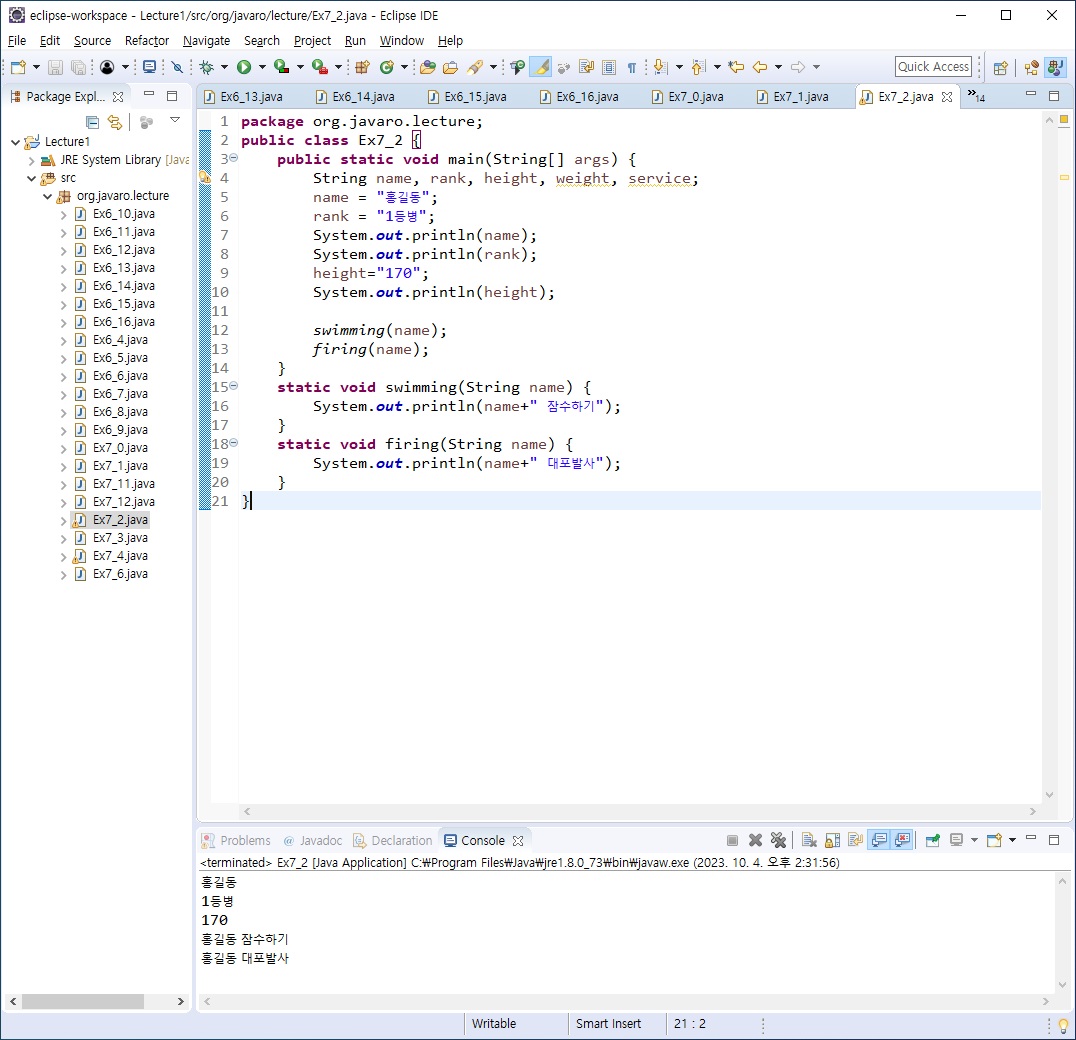 eclipse-workspace - Lecture1/src/org/javaro/lecture/Ex7_2.java - Eclipse IDE
File Edit Source Refactor Navigate Search Project Run Window Help
Quick Access
Package Expl...
Ex6_13.java Ex6_14.java Ex6_15.java Ex6_16.java Ex7_0.java Ex7_1.java Ex7_2.java »14
Lecture1
JRE System Library [Java
src
org.javaro.lecture
Ex6_10.java
Ex6_11.java
Ex6_12.java
Ex6_13.java
Ex6_14.java
Ex6_15.java
Ex6_16.java
Ex6_4.java
Ex6_5.java
Ex6_6.java
Ex6_7.java
Ex6_8.java
Ex6_9.java
Ex7_0.java
Ex7_1.java
Ex7_11.java
Ex7_12.java
Ex7_2.java
Ex7_3.java
Ex7_4.java
Ex7_6.java
1 package org.javaro.lecture;
2 public class Ex7_2 {
3 public static void main(String[] args) {
4 String name, rank, height, weight, service;
5 name = "홍길동";
6 rank = "1등병";
7 System.out.println(name);
8 System.out.println(rank);
9 height="170";
10 System.out.println(height);
11
12 swimming(name);
13 firing(name);
14 }
15 static void swimming(String name) {
16 System.out.println(name+" 잠수하기");
17 }
18 static void firing(String name) {
19 System.out.println(name+" 대포발사");
20 }
21 }
Problems Javadoc Declaration Console
<terminated> Ex7_2 [Java Application] C:₩Program Files₩Java₩jre1.8.0_73₩bin₩javaw.exe (2023. 10. 4. 오후 2:31:56)
홍길동
1등병
170
홍길동 잠수하기
홍길동 대포발사
Writable Smart Insert 21 : 2